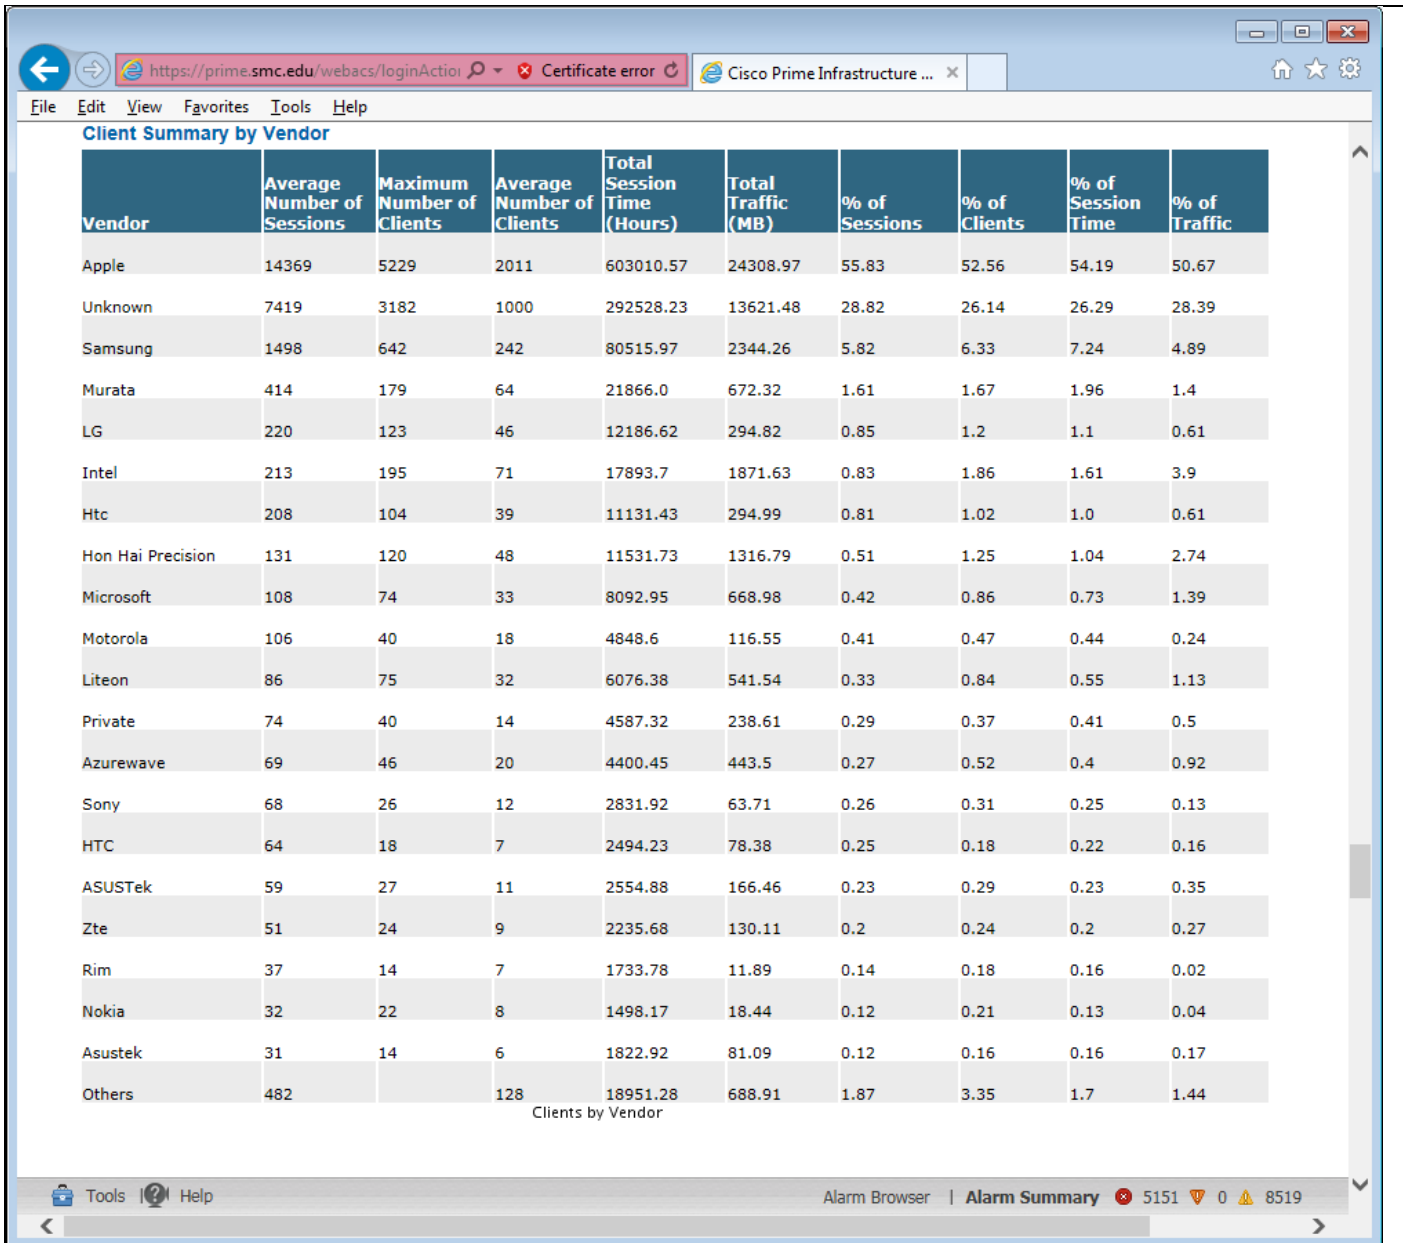 https://prime.smc.edu/webacs/loginAction Certificate error Cisco Prime Infrastructure ...
File Edit View Favorites Tools Help
Client Summary by Vendor
Vendor Average Number of Sessions Maximum Number of Clients Average Number of Clients Total Session Time (Hours) Total Traffic (MB) % of Sessions % of Clients % of Session Time % of Traffic
Apple 14369 5229 2011 603010.57 24308.97 55.83 52.56 54.19 50.67
Unknown 7419 3182 1000 292528.23 13621.48 28.82 26.14 26.29 28.39
Samsung 1498 642 242 80515.97 2344.26 5.82 6.33 7.24 4.89
Murata 414 179 64 21866.0 672.32 1.61 1.67 1.96 1.4
LG 220 123 46 12186.62 294.82 0.85 1.2 1.1 0.61
Intel 213 195 71 17893.7 1871.63 0.83 1.86 1.61 3.9
Htc 208 104 39 11131.43 294.99 0.81 1.02 1.0 0.61
Hon Hai Precision 131 120 48 11531.73 1316.79 0.51 1.25 1.04 2.74
Microsoft 108 74 33 8092.95 668.98 0.42 0.86 0.73 1.39
Motorola 106 40 18 4848.6 116.55 0.41 0.47 0.44 0.24
Liteon 86 75 32 6076.38 541.54 0.33 0.84 0.55 1.13
Private 74 40 14 4587.32 238.61 0.29 0.37 0.41 0.5
Azurewave 69 46 20 4400.45 443.5 0.27 0.52 0.4 0.92
Sony 68 26 12 2831.92 63.71 0.26 0.31 0.25 0.13
HTC 64 18 7 2494.23 78.38 0.25 0.18 0.22 0.16
ASUSTek 59 27 11 2554.88 166.46 0.23 0.29 0.23 0.35
Zte 51 24 9 2235.68 130.11 0.2 0.24 0.2 0.27
Rim 37 14 7 1733.78 11.89 0.14 0.18 0.16 0.02
Nokia 32 22 8 1498.17 18.44 0.12 0.21 0.13 0.04
Asustek 31 14 6 1822.92 81.09 0.12 0.16 0.16 0.17
Others 482 128 18951.28 688.91 1.87 3.35 1.7 1.44
Clients by Vendor
Tools | Help Alarm Browser | Alarm Summary 5151 0 8519